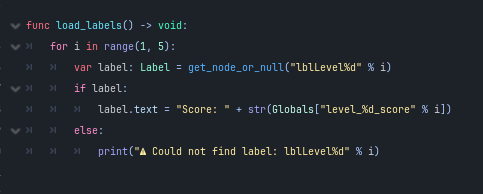 func load_labels() -> void:
for i in range(1, 5):
var label: Label = get_node_or_null("lblLevel%d" % i)
if label:
label.text = "Score: " + str(Globals["level_%d_score" % i])
else:
print("⚠ Could not find label: lblLevel%d" % i)